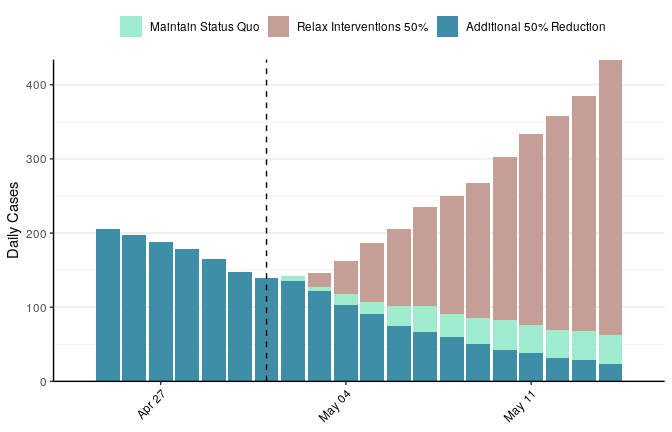 Maintain Status Quo Relax Interventions 50% Additional 50% Reduction
400
300
200
100
0
Daily Cases
Apr 27
May 04
May 11